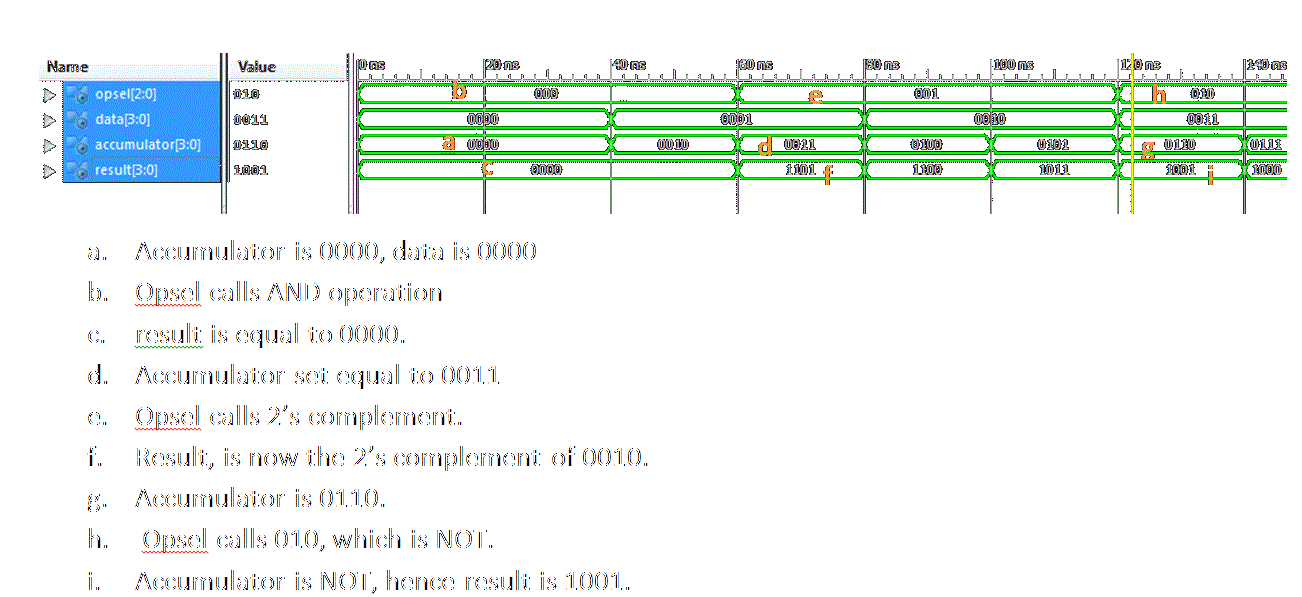 Name Value 0 ns 20 ns 40 ns 60 ns 80 ns 100 ns 120 ns 140 ns
opsel[2:0] 010 b 000 e 001 h 010
data[3:0] 0011 0000 0001 0010 0011
accumulator[3:0] 0110 a 0000 0010 d 0011 0100 0101 g 0110 0111
result[3:0] 1001 c 0000 1101 f 1100 1011 1001 i 1000
a. Accumulator is 0000, data is 0000
b. Opsel calls AND operation
c. result is equal to 0000.
d. Accumulator set equal to 0011
e. Opsel calls 2's complement.
f. Result, is now the 2's complement of 0010.
g. Accumulator is 0110.
h. Opsel calls 010, which is NOT.
i. Accumulator is NOT, hence result is 1001.